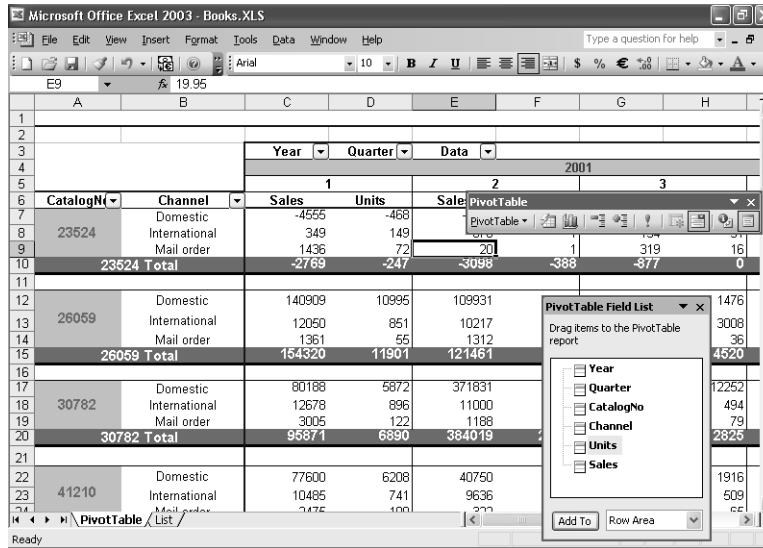 Microsoft Office Excel 2003 - Books.XLS
File Edit View Insert Format Tools Data Window Help Type a question for help
Arial 10 B I U $ % €
E9 fx 19.95
A B C D E F G H
1
2
3 Year Quarter Data
4 2001
5 1 2 3
6 CatalogN Channel Sales Units Sale
PivotTable
PivotTable
7 Domestic -4555 -468
8 23524 International 349 149
9 Mail order 1436 72 20 1 319 16
10 23524 Total -2769 -247 -3098 -388 -877 0
11
12 Domestic 140909 10995 109931 1476
13 26059 International 12050 851 10217 3008
14 Mail order 1361 55 1312 36
15 26059 Total 154320 11901 121461 4520
16
17 Domestic 80188 5872 371831 12252
18 30782 International 12678 896 11000 494
19 Mail order 3005 122 1188 79
20 30782 Total 95871 6890 384019 2825
21
22 Domestic 77600 6208 40750 1916
23 41210 International 10485 741 9636 509
24 Mail order
PivotTable Field List
Drag items to the PivotTable
report
Year
Quarter
CatalogNo
Channel
Units
Sales
Add To Row Area
PivotTable List
Ready